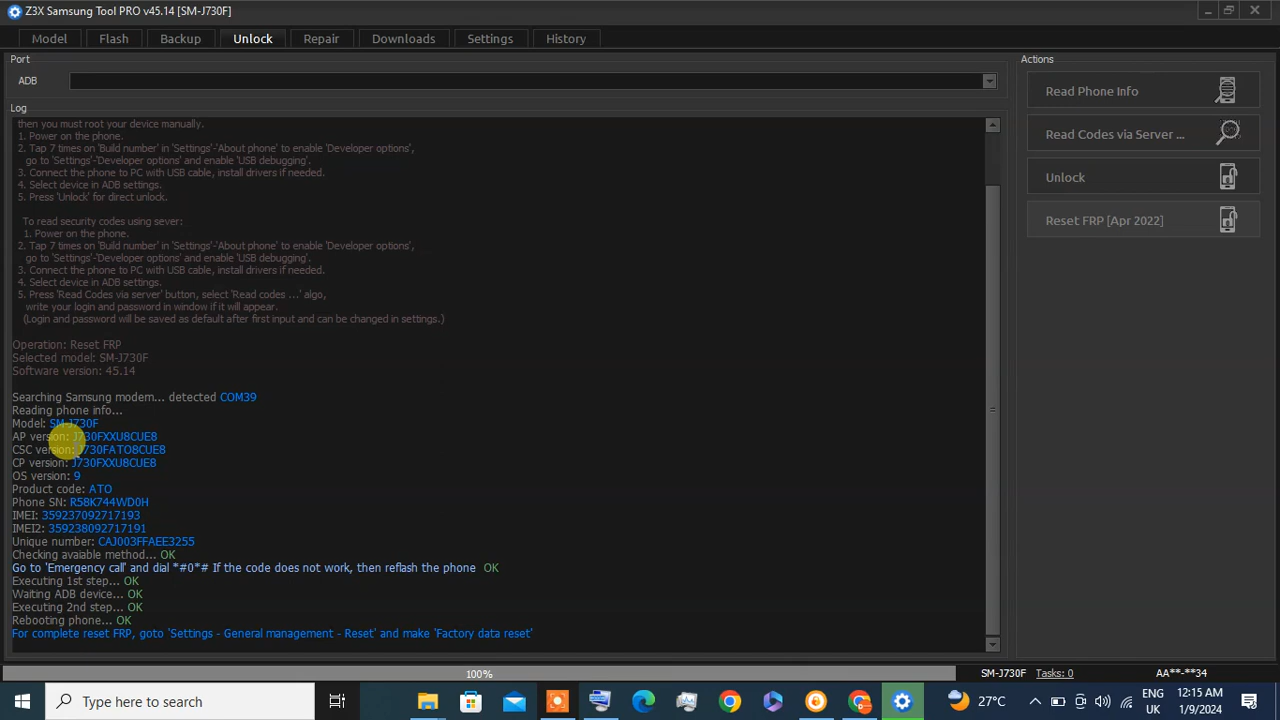 Z3X Samsung Tool PRO v45.14 [SM-J730F]
Model Flash Backup Unlock Repair Downloads Settings History
Port
ADB
Log
then you must root your device manually.
1. Power on the phone.
2. Tap 7 times on 'Build number' in 'Settings'-'About phone' to enable 'Developer options',
go to 'Settings'-'Developer options' and enable 'USB debugging'.
3. Connect the phone to PC with USB cable, install drivers if needed.
4. Select device in ADB settings.
5. Press 'Unlock' for direct unlock.
To read security codes using sever:
1. Power on the phone.
2. Tap 7 times on 'Build number' in 'Settings'-'About phone' to enable 'Developer options',
go to 'Settings'-'Developer options' and enable 'USB debugging'.
3. Connect the phone to PC with USB cable, install drivers if needed.
4. Select device in ADB settings.
5. Press 'Read Codes via server' button, select 'Read codes ...' algo,
write your login and password in window if it will appear.
(Login and password will be saved as default after first input and can be changed in settings.)
Operation: Reset FRP
Selected model: SM-J730F
Software version: 45.14
Searching Samsung modem... detected COM39
Reading phone info...
Model: SM-J730F
AP version: J730FXXU8CUE8
CSC version: J730FATO8CUE8
CP version: J730FXXU8CUE8
OS version: 9
Product code: ATO
Phone SN: R58K744WD0H
IMEI: 359237092717193
IMEI2: 359238092717191
Unique number: CAJ003FFAEE3255
Checking avaiable method... OK
Go to 'Emergency call' and dial *#0*# If the code does not work, then reflash the phone OK
Executing 1st step... OK
Waiting ADB device... OK
Executing 2nd step... OK
Rebooting phone... OK
For complete reset FRP, goto 'Settings - General management - Reset' and make 'Factory data reset'
Actions
Read Phone Info
Read Codes via Server ...
Unlock
Reset FRP [Apr 2022]
100%
SM-J730F Tasks: 0 AA**-**34
Type here to search
27°C
ENG
UK
12:15 AM
1/9/2024